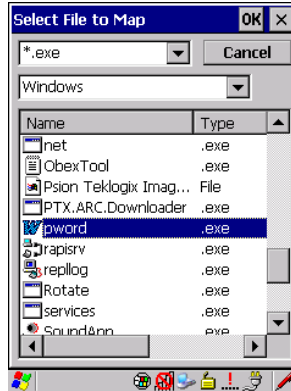 Select File to Map OK ×
*.exe Cancel
Windows
Name Type
net .exe
ObexTool .exe
Psion Teklogix Imag... File
PTX.ARC.Downloader .exe
pword .exe
rapisrv .exe
repllog .exe
Rotate .exe
services .exe
SoundApp .exe